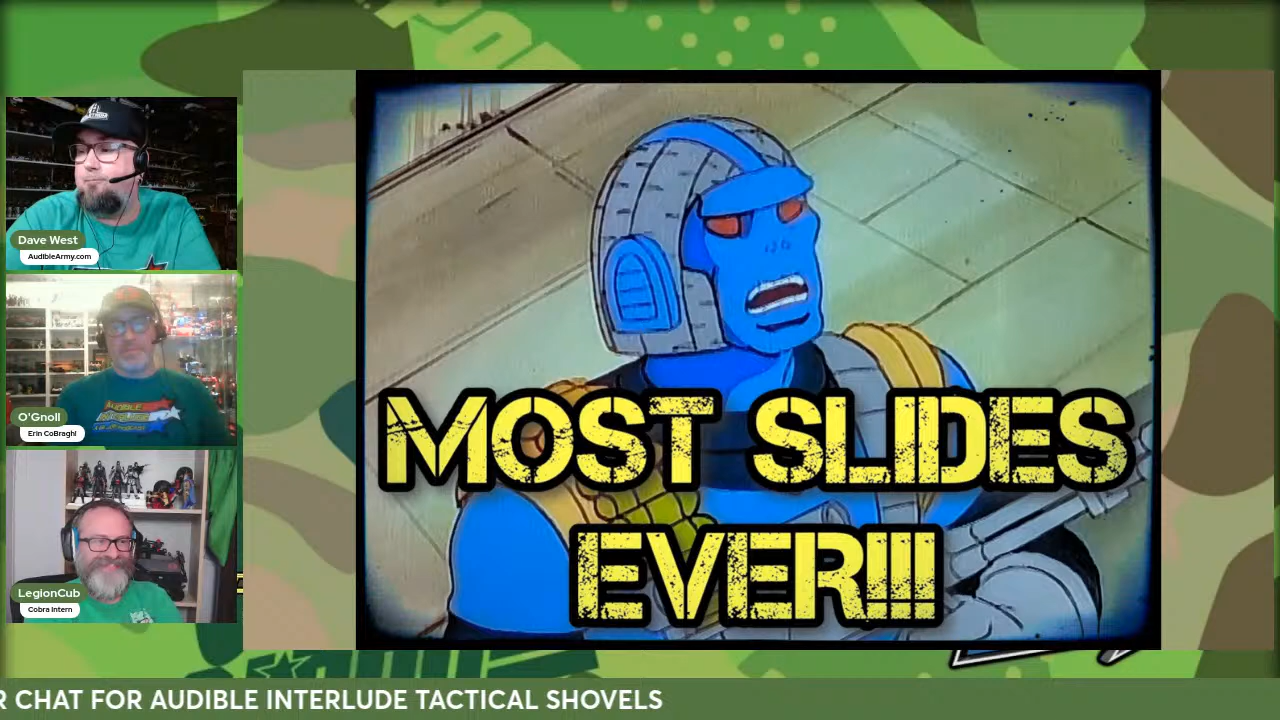 Dave West
AudibleArmy.com
O'Gnoll
Erin CoBraghl
LegionCub
Cobra Intern
MOST SLIDES
EVER!!!
R CHAT FOR AUDIBLE INTERLUDE TACTICAL SHOVELS
AUDIBLE